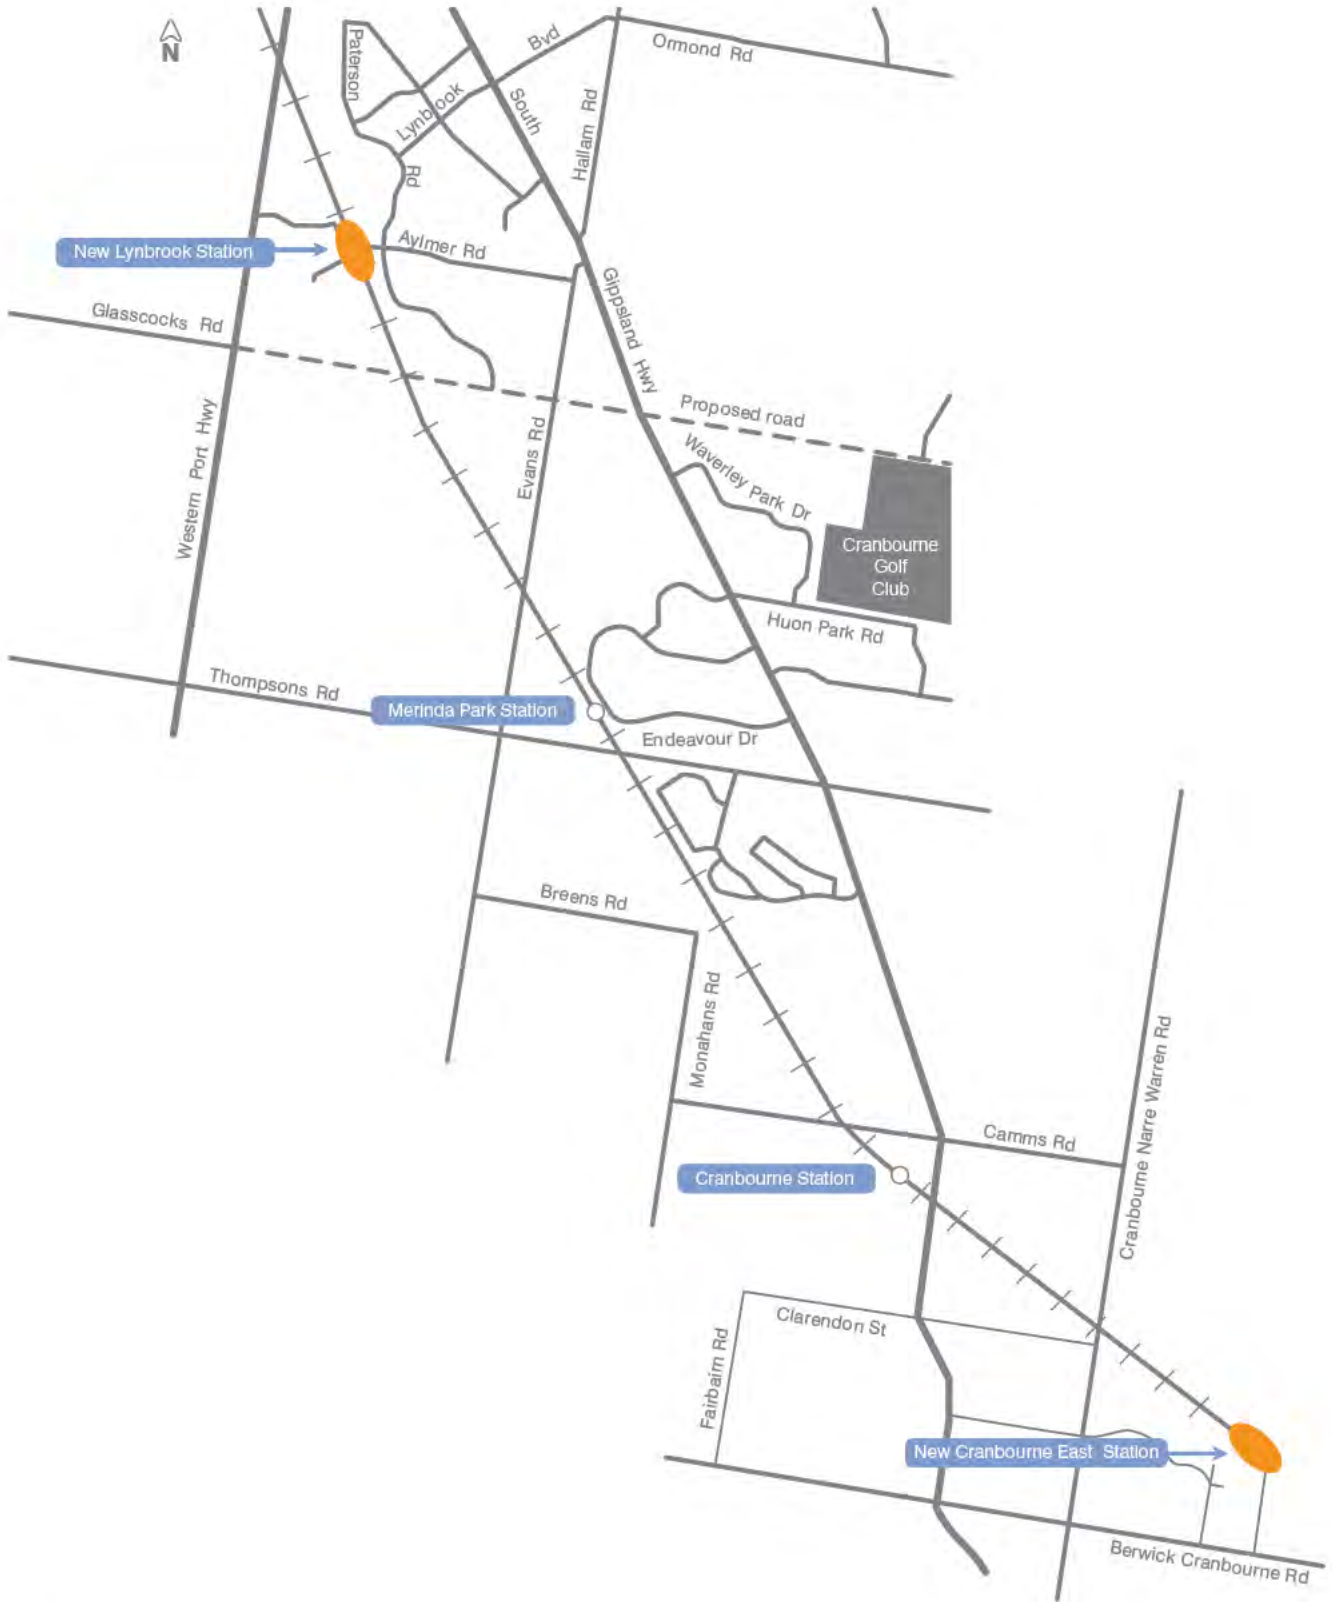 N
Paterson
Rd
Lynbrook
Bvd
Ormond Rd
South
Hallam Rd
New Lynbrook Station
Aylmer Rd
Gippsland Hwy
Glasscocks Rd
Proposed road
Western Port Hwy
Evans Rd
Waverley Park Dr
Cranbourne
Golf
Club
Huon Park Rd
Thompsons Rd
Merinda Park Station
Endeavour Dr
Breens Rd
Monahans Rd
Cranbourne Narre Warren Rd
Camms Rd
Cranbourne Station
Clarendon St
Fairbairn Rd
New Cranbourne East Station
Berwick Cranbourne Rd